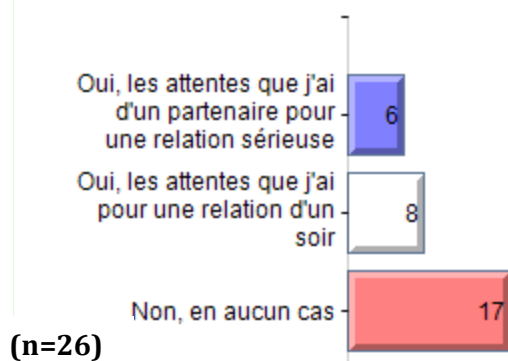 Oui, les attentes que j'ai
d'un partenaire pour
une relation sérieuse
6
Oui, les attentes que j'ai
pour une relation d'un
soir
8
Non, en aucun cas
17
(n=26)